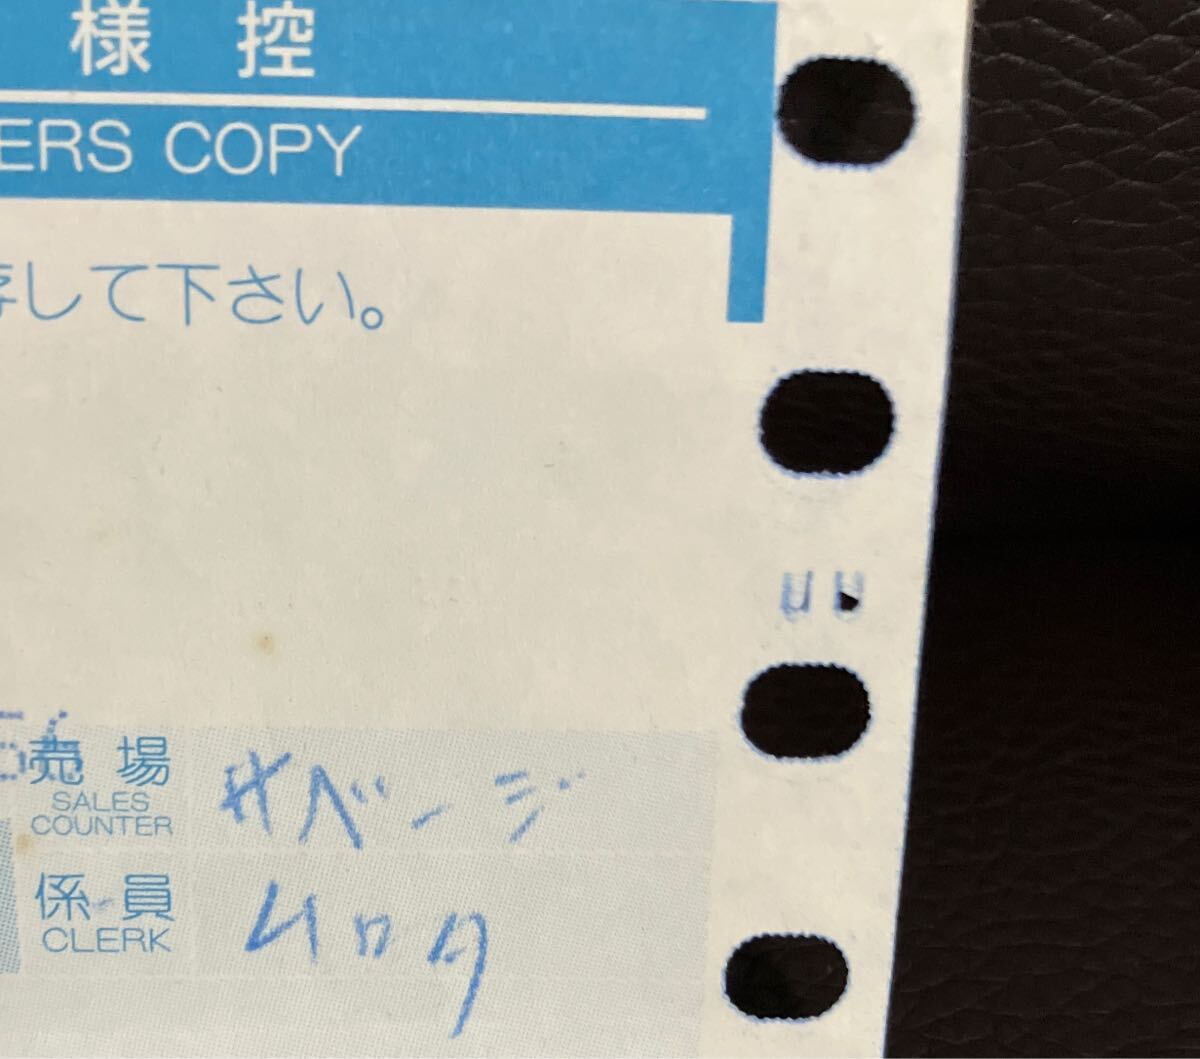 様 控
ERS COPY
存して下さい。
売 場
SALES
COUNTER
サベージ
係 員
CLERK
ムロタ